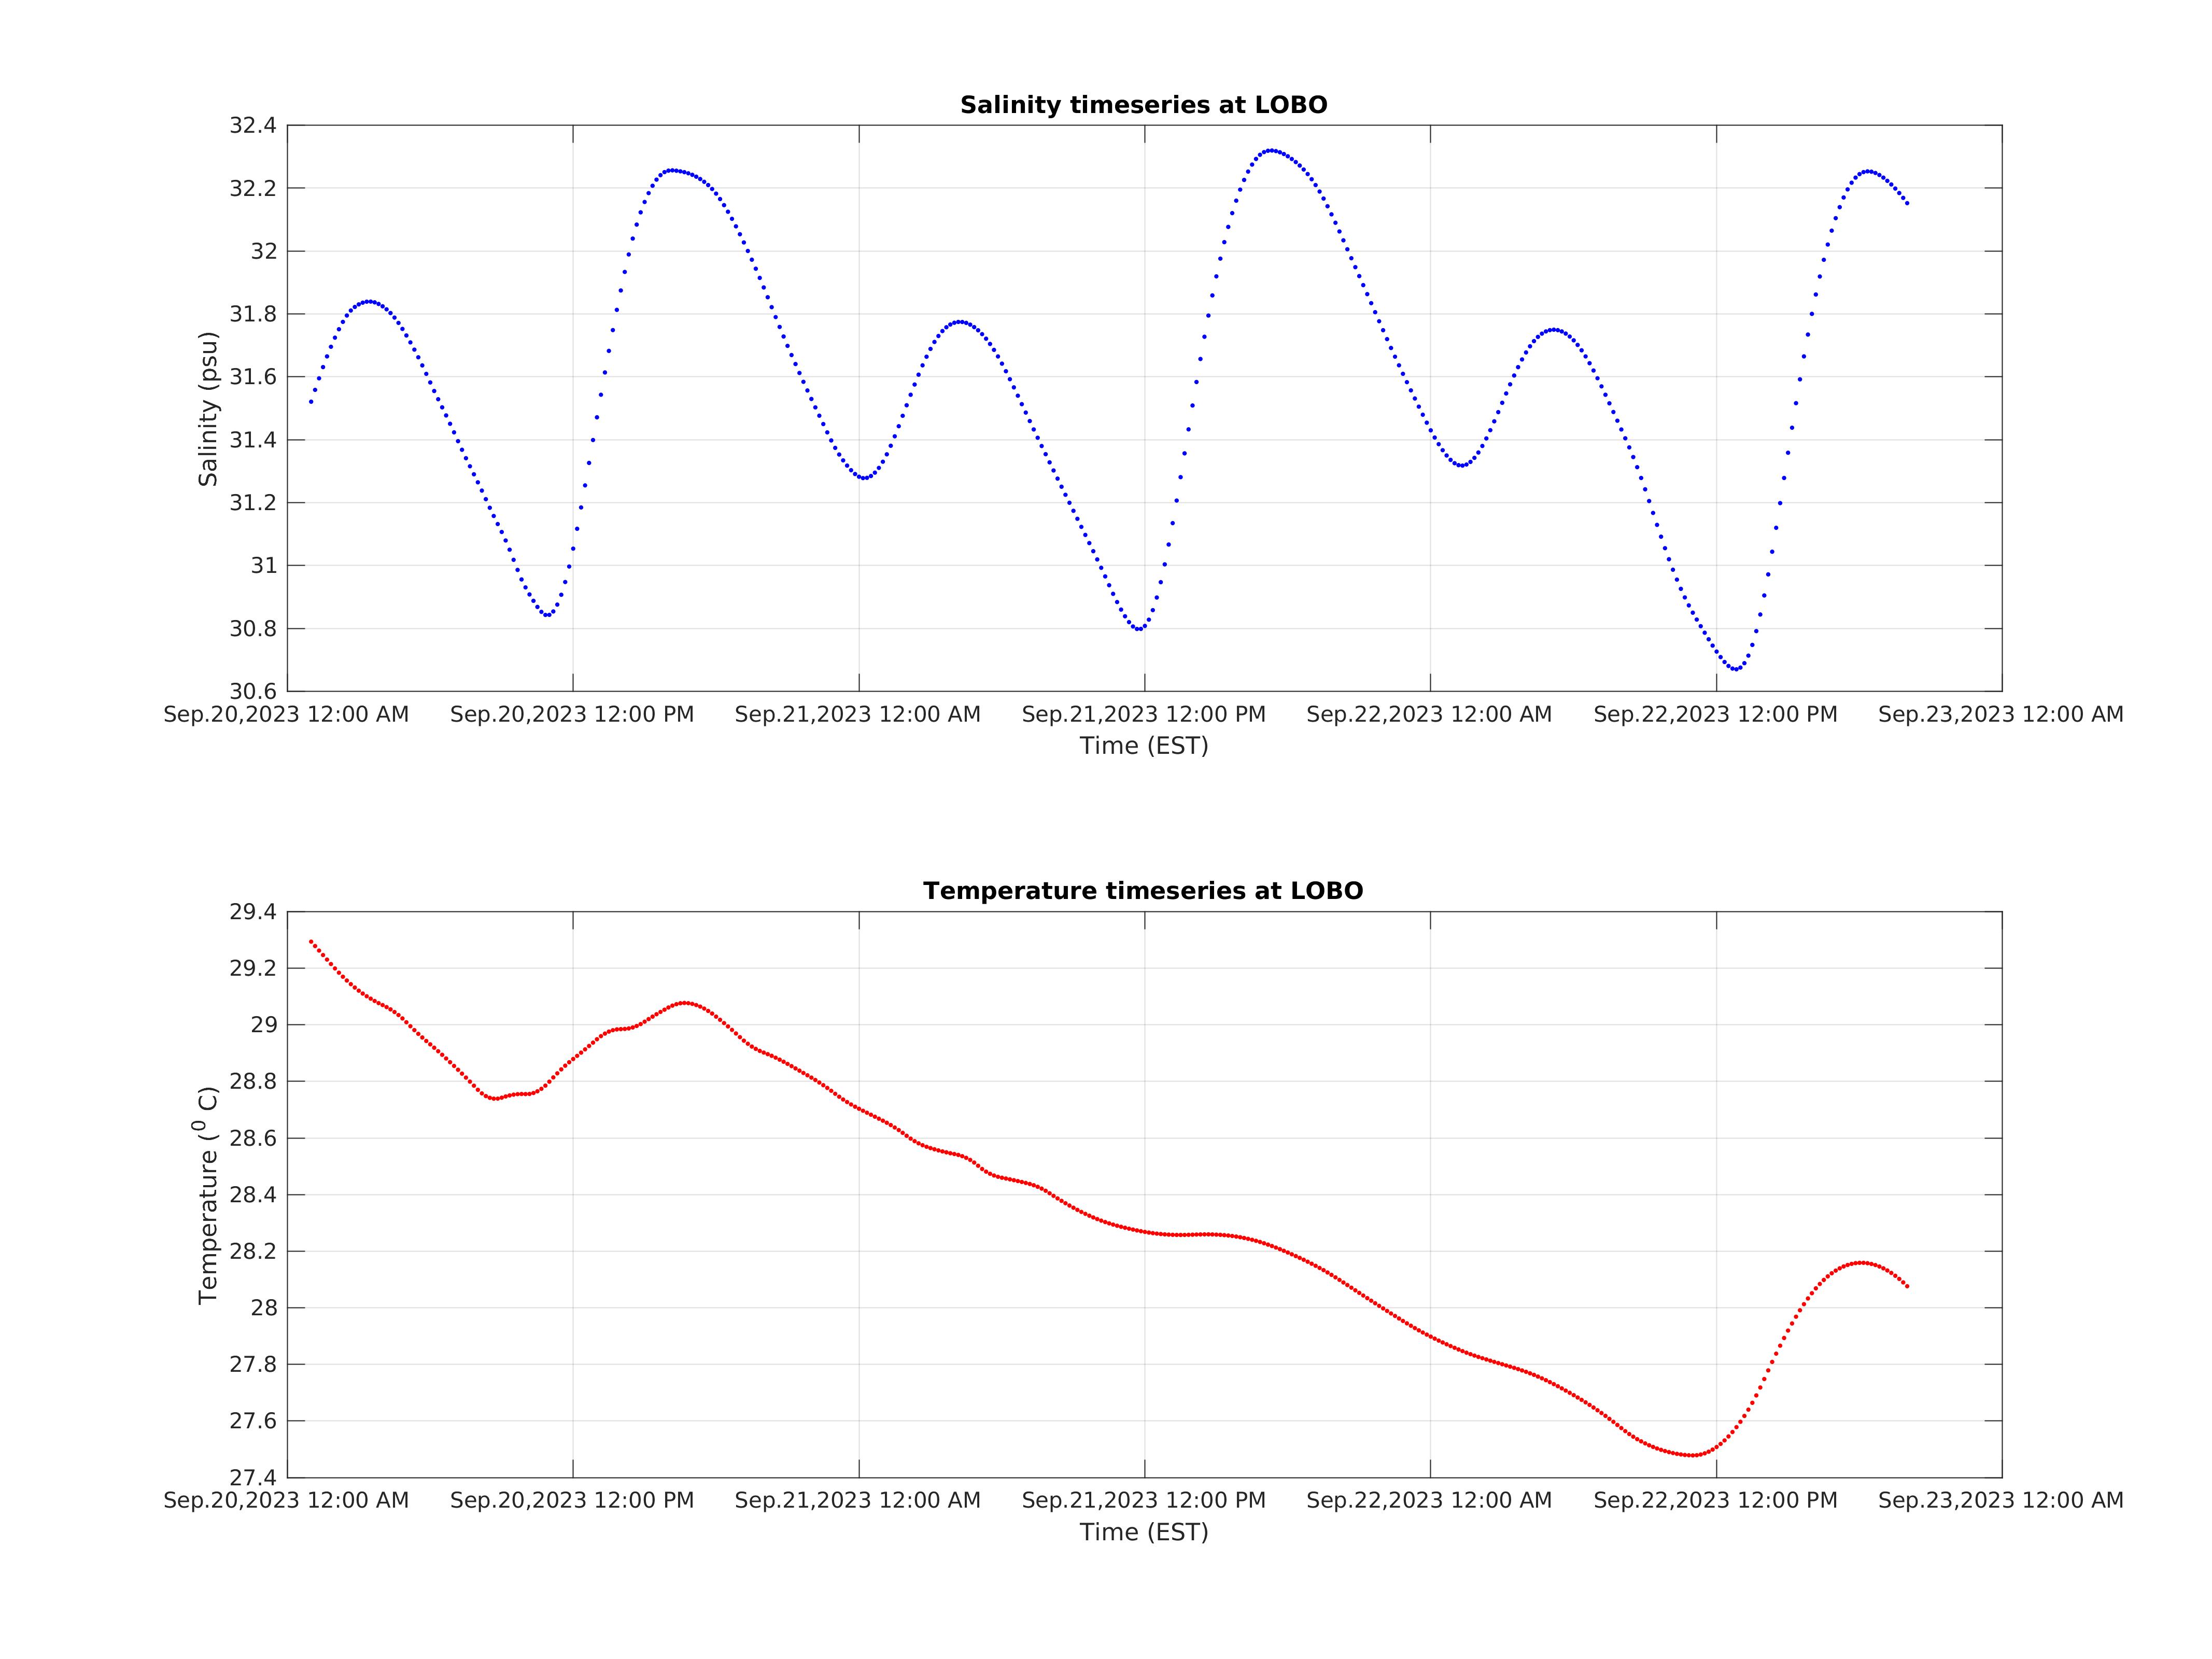 Salinity timeseries at LOBO
32.4
32.2
32
31.8
31.6
31.4
31.2
31
30.8
30.6
Salinity (psu)
Sep.20,2023 12:00 AM Sep.20,2023 12:00 PM Sep.21,2023 12:00 AM Sep.21,2023 12:00 PM Sep.22,2023 12:00 AM Sep.22,2023 12:00 PM Sep.23,2023 12:00 AM
Time (EST)
Temperature timeseries at LOBO
29.4
29.2
29
28.8
28.6
28.4
28.2
28
27.8
27.6
27.4
Temperature (⁰ C)
Sep.20,2023 12:00 AM Sep.20,2023 12:00 PM Sep.21,2023 12:00 AM Sep.21,2023 12:00 PM Sep.22,2023 12:00 AM Sep.22,2023 12:00 PM Sep.23,2023 12:00 AM
Time (EST)